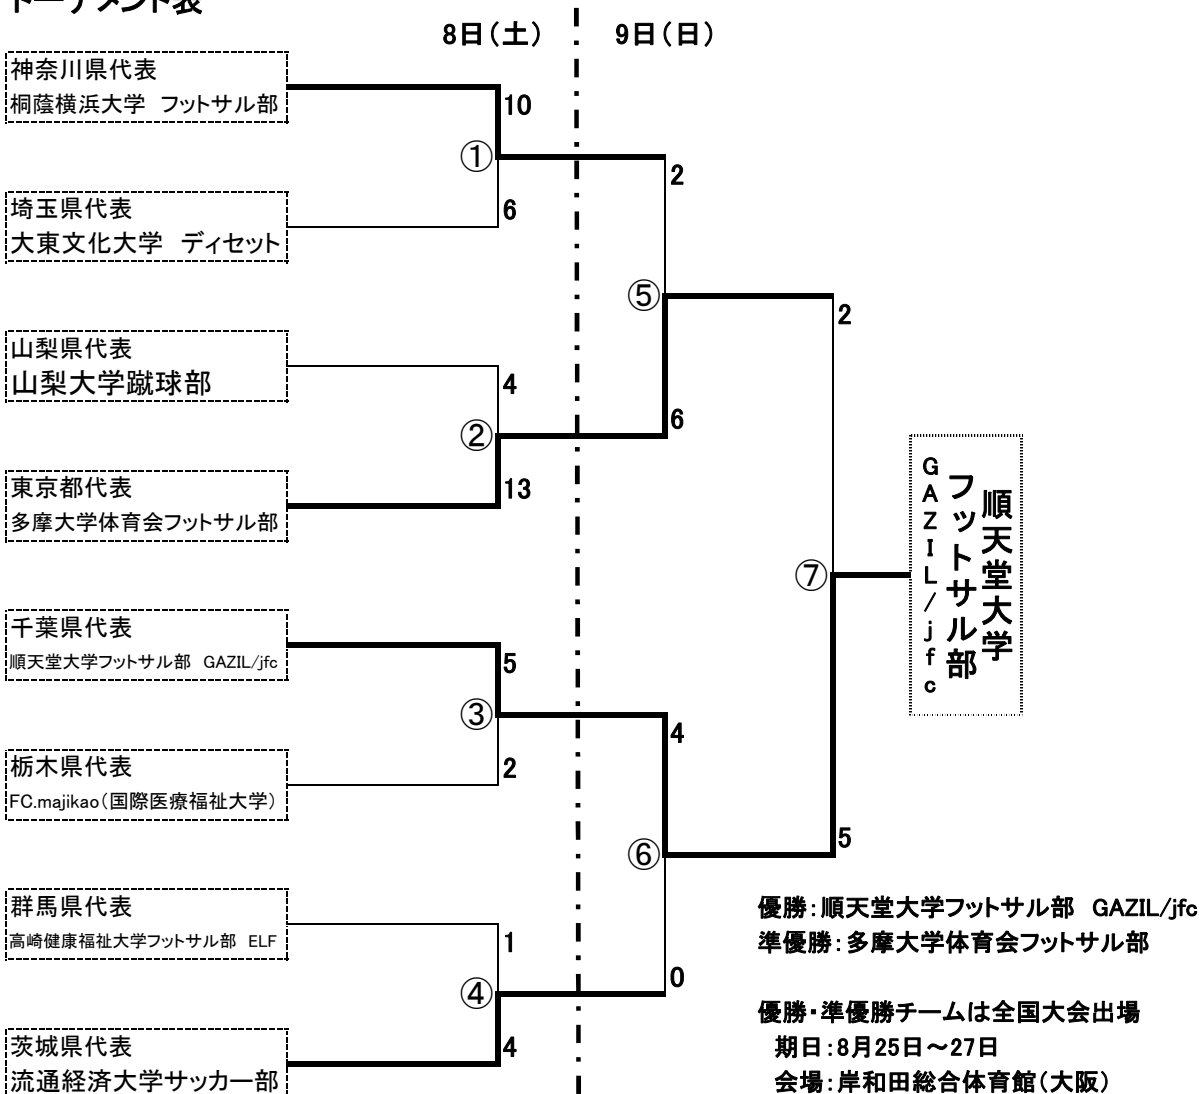 トーナメント表
8日(土)
9日(日)
神奈川県代表
桐蔭横浜大学　フットサル部
10
①
2
埼玉県代表
大東文化大学　ディセット
6
⑤
2
山梨県代表
山梨大学蹴球部
4
②
6
東京都代表
多摩大学体育会フットサル部
13
⑦
順天堂大学
フットサル部
GAZIL/jfc
千葉県代表
順天堂大学フットサル部　GAZIL/jfc
5
③
4
栃木県代表
FC.majikao(国際医療福祉大学)
2
⑥
5
群馬県代表
高崎健康福祉大学フットサル部　ELF
1
④
0
茨城県代表
流通経済大学サッカー部
4
優勝:順天堂大学フットサル部　GAZIL/jfc
準優勝:多摩大学体育会フットサル部
優勝・準優勝チームは全国大会出場
期日:8月25日～27日
会場:岸和田総合体育館(大阪)